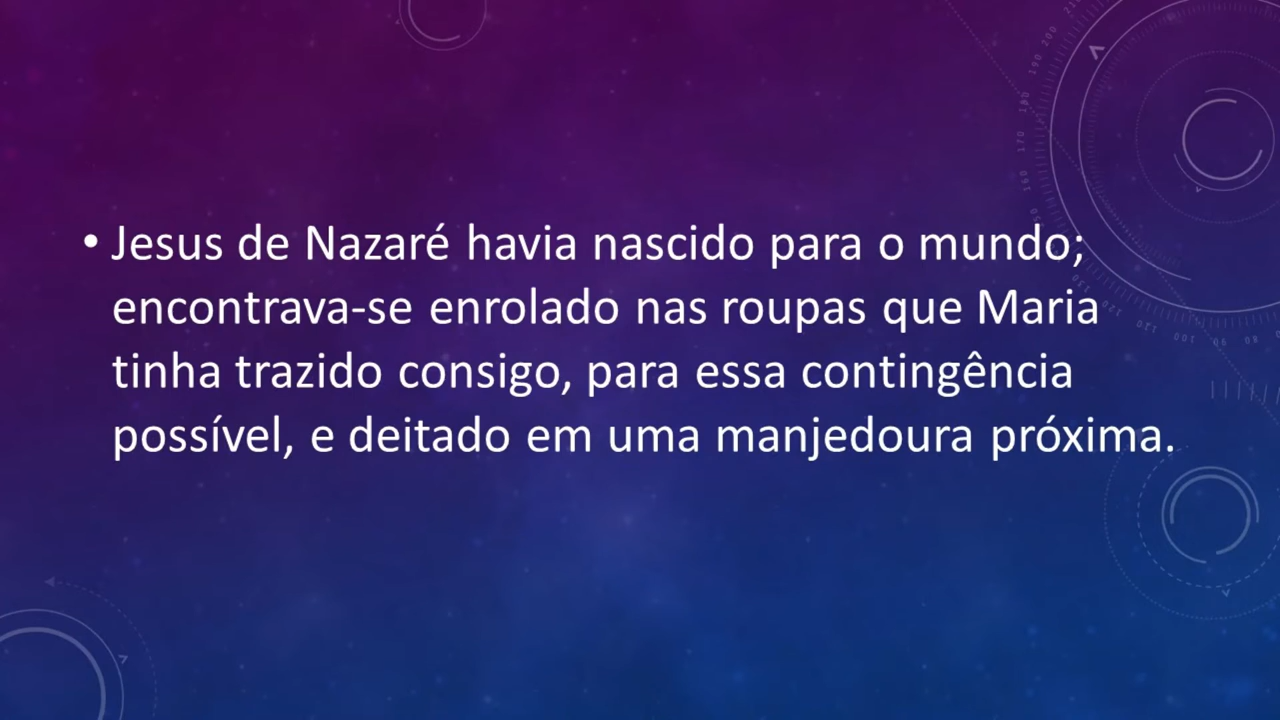 • Jesus de Nazaré havia nascido para o mundo;
encontrava-se enrolado nas roupas que Maria
tinha trazido consigo, para essa contingência
possível, e deitado em uma manjedoura próxima.